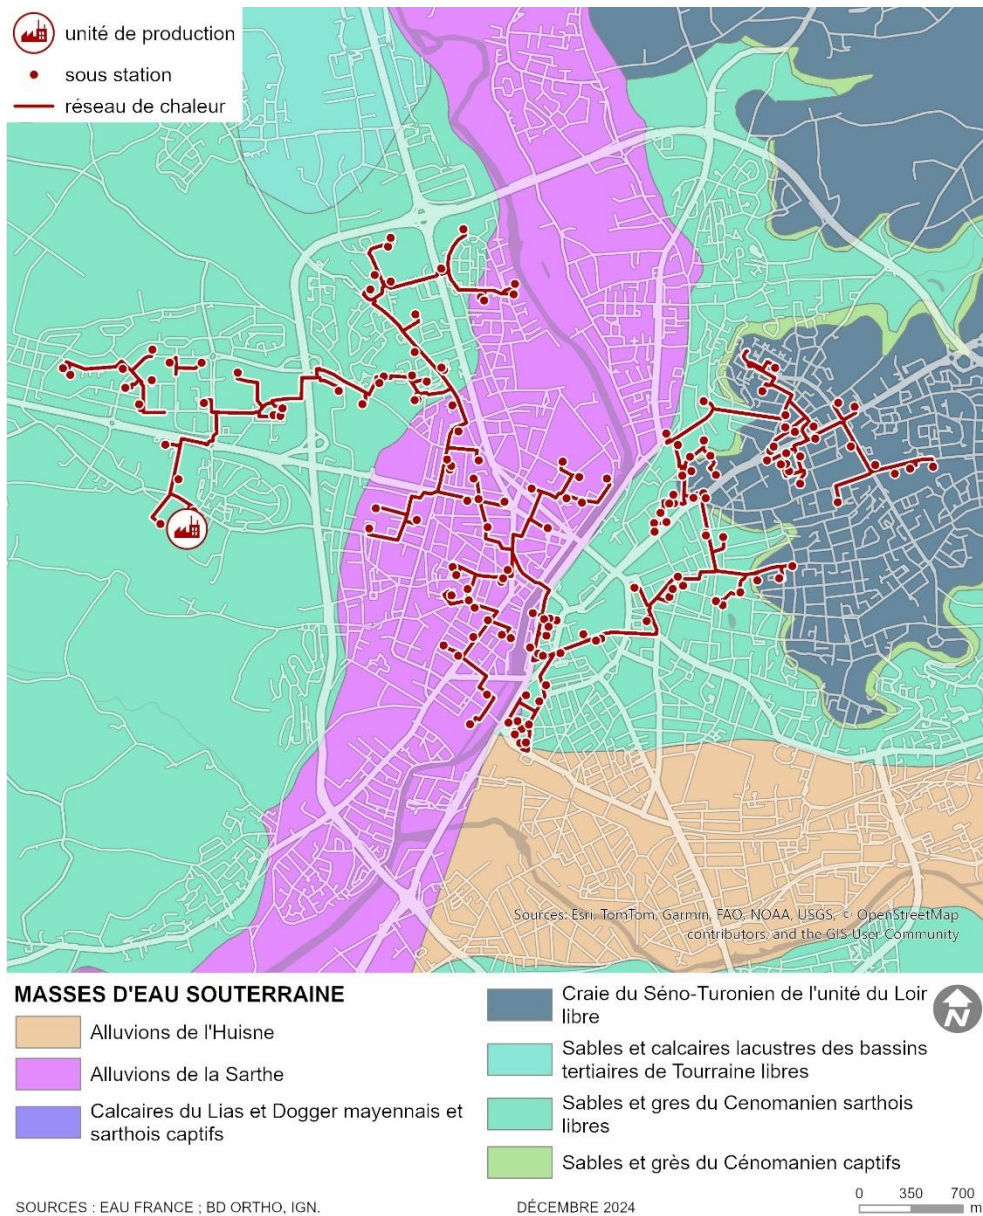 unité de production
sous station
réseau de chaleur
Sources: Esri, TomTom, Garmin, FAO, NOAA, USGS, © OpenStreetMap
contributors, and the GIS User Community
MASSES D'EAU SOUTERRAINE
Alluvions de l'Huisne
Alluvions de la Sarthe
Calcaires du Lias et Dogger mayennais et
sarthois captifs
Craie du Séno-Turonien de l'unité du Loir
libre
Sables et calcaires lacustres des bassins
tertiaires de Tourraine libres
Sables et gres du Cenomanien sarthois
libres
Sables et grès du Cénomanien captifs
N
SOURCES : EAU FRANCE ; BD ORTHO, IGN.
DÉCEMBRE 2024
0 350 700
m